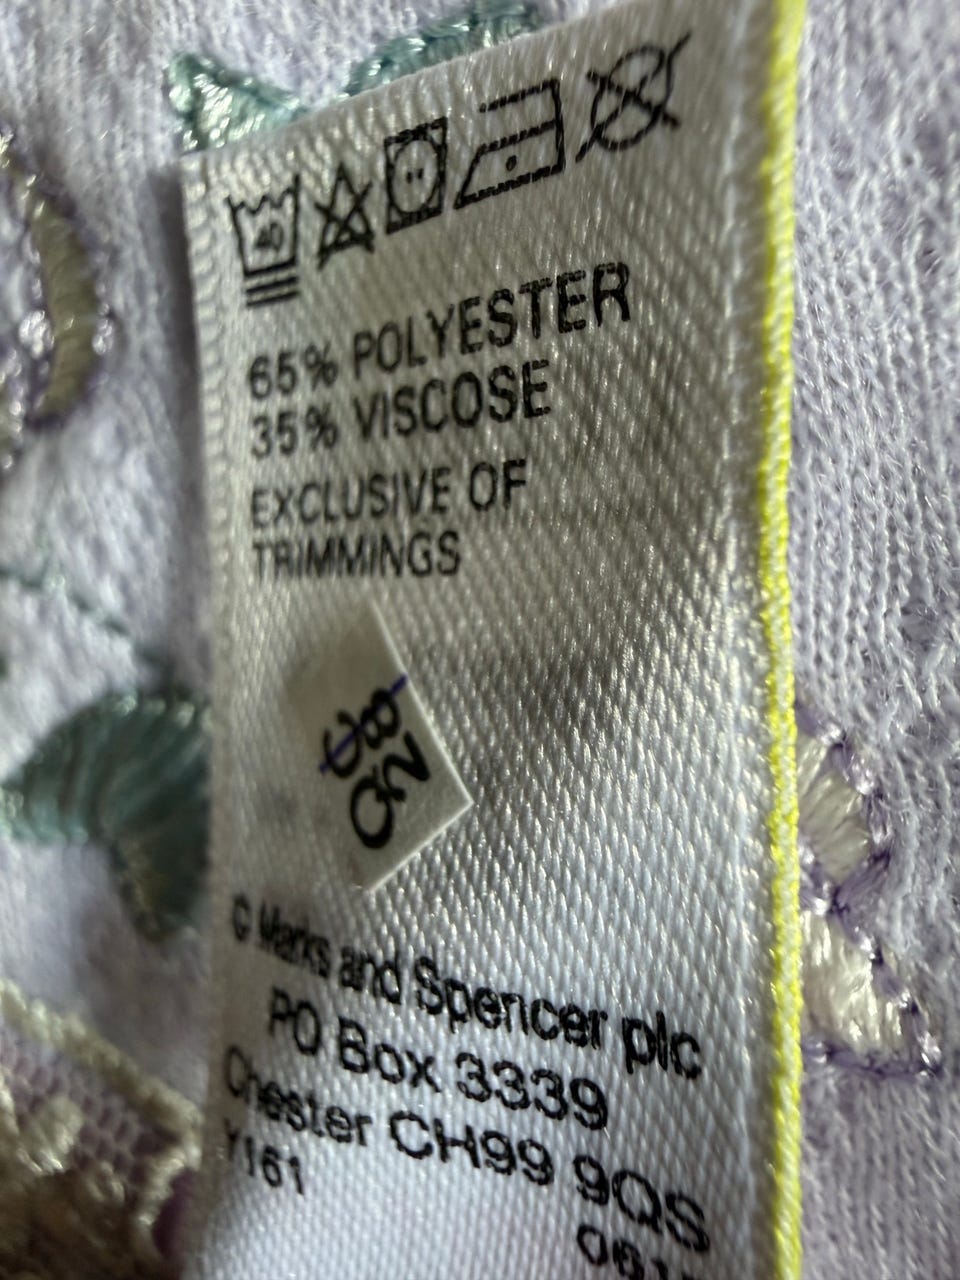 40
65% POLYESTER
35% VISCOSE
EXCLUSIVE OF
TRIMMINGS
© Marks and Spencer plc
PO Box 3339
Chester CH99 9QS
Y161